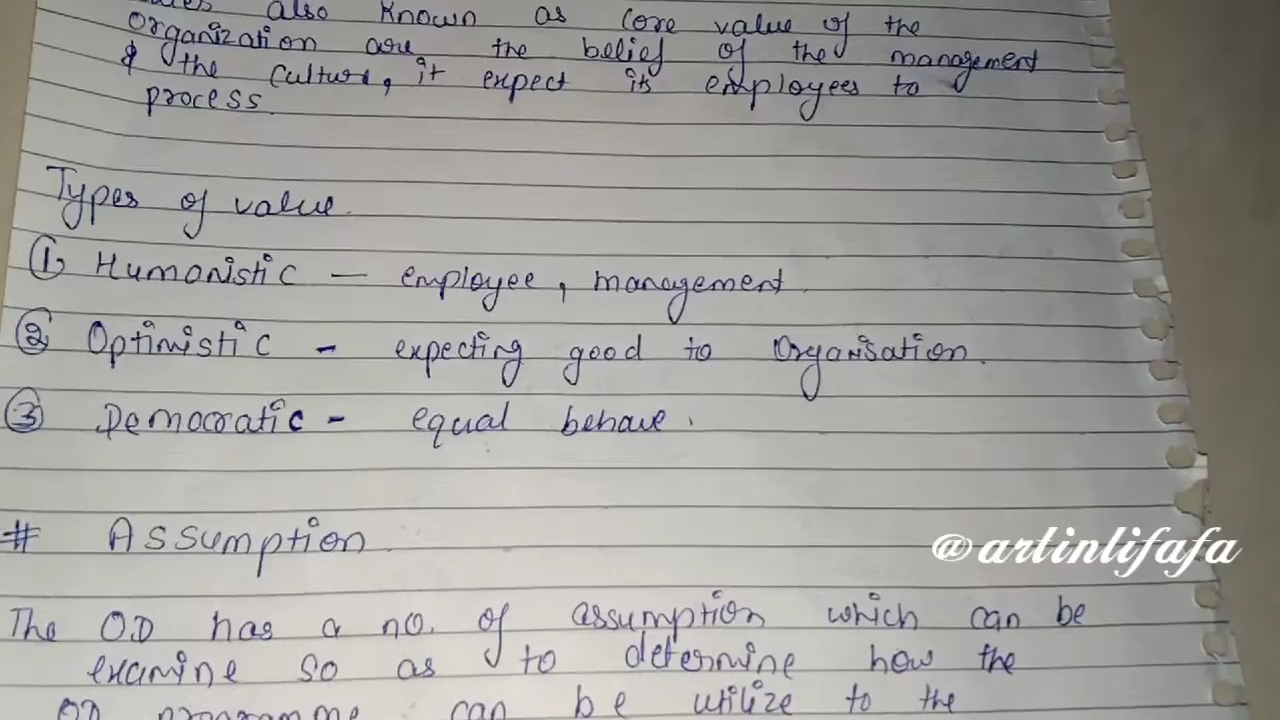 also known as core value of the
Organization are the belief of the management
& the culture, it expect its employees to
process.
Types of value.
① Humanistic — employee, management.
② Optimistic - expecting good to Organisation.
③ Democratic - equal behave.
# Assumption
@artinlifafa
The O.D has a no. of assumption which can be
examine so as to determine how the
OD programme can be utilize to the